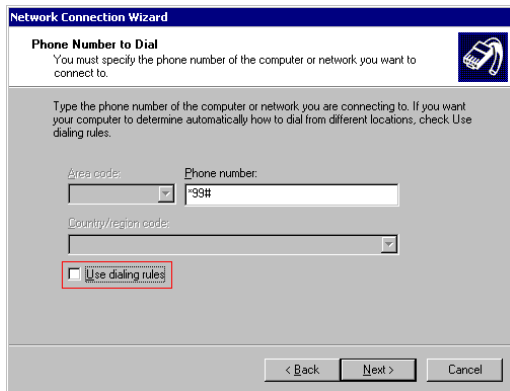 Network Connection Wizard
Phone Number to Dial
You must specify the phone number of the computer or network you want to
connect to.
Type the phone number of the computer or network you are connecting to. If you want
your computer to determine automatically how to dial from different locations, check Use
dialing rules.
Area code: Phone number:
*99#
Country/region code:
Use dialing rules
< Back Next > Cancel